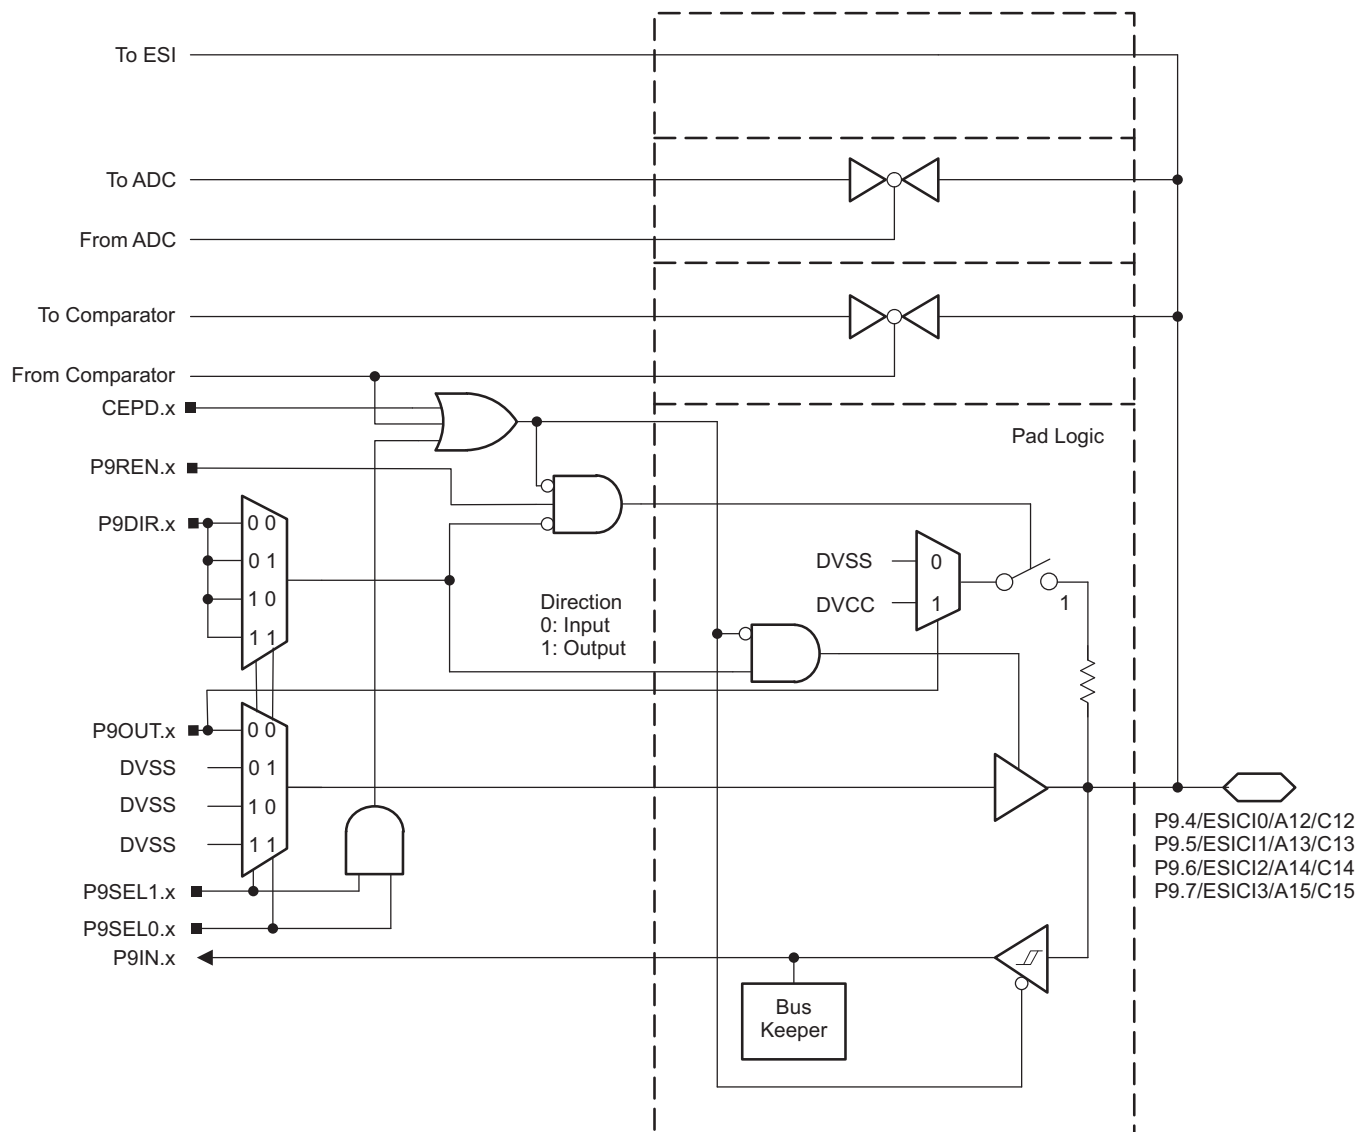 To ESI
To ADC
From ADC
To Comparator
From Comparator
CEPD.x
Pad Logic
P9REN.x
P9DIR.x
0 0
0 1
1 0
1 1
DVSS
0
DVCC
1
1
Direction
0: Input
1: Output
P9OUT.x
0 0
DVSS
0 1
DVSS
1 0
DVSS
1 1
P9.4/ESICI0/A12/C12
P9.5/ESICI1/A13/C13
P9.6/ESICI2/A14/C14
P9.7/ESICI3/A15/C15
P9SEL1.x
P9SEL0.x
P9IN.x
Bus
Keeper